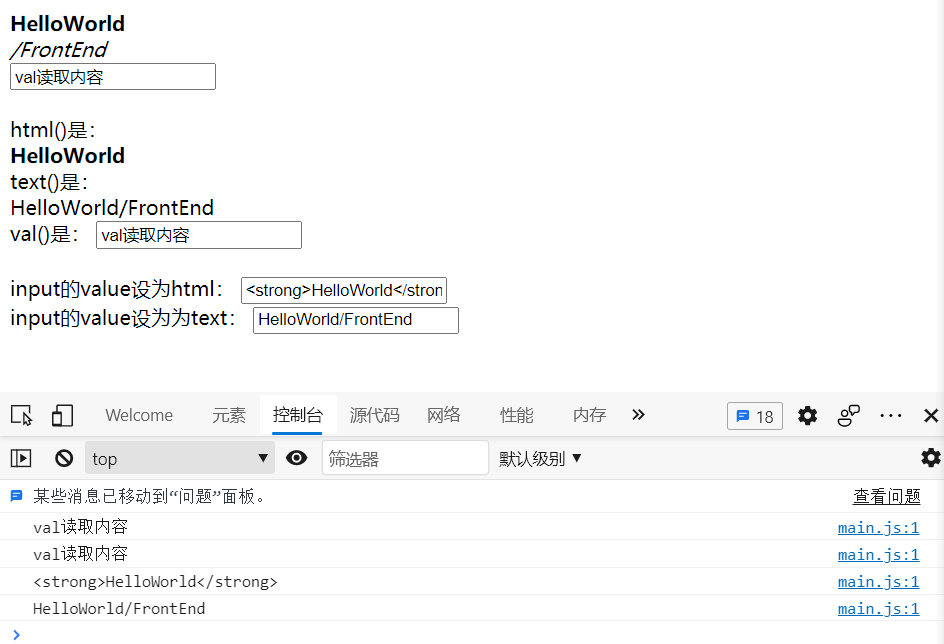 HelloWorld
/FrontEnd
val读取内容
html()是：
HelloWorld
text()是：
HelloWorld/FrontEnd
val()是： val读取内容
input的value设为html： <strong>HelloWorld</stron
input的value设为为text： HelloWorld/FrontEnd
Welcome 元素 控制台 源代码 网络 性能 内存 18
top 筛选器 默认级别
某些消息已移动到“问题”面板。 查看问题
val读取内容 main.js:1
val读取内容 main.js:1
<strong>HelloWorld</strong> main.js:1
HelloWorld/FrontEnd main.js:1